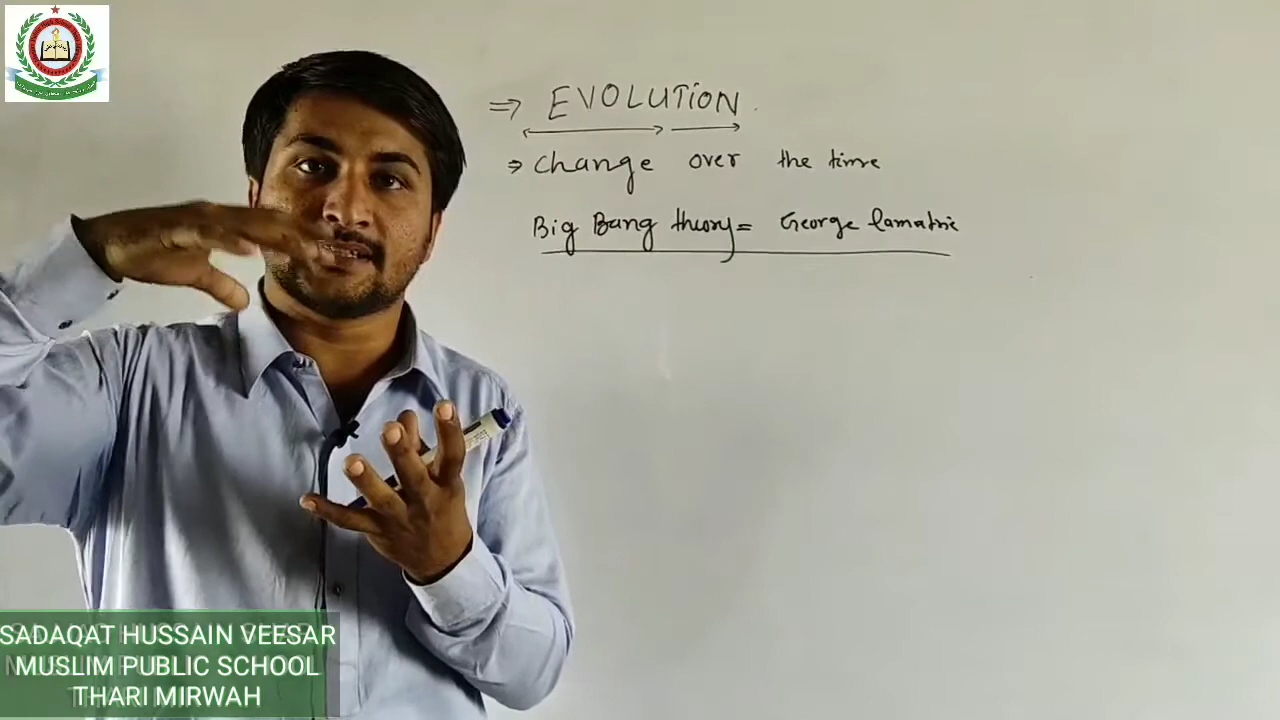 ⇒ EVOLUTiON
⇒ change over the time
Big Bang theory = George lamatrie
SADAQAT HUSSAIN VEESAR
MUSLIM PUBLIC SCHOOL
THARI MIRWAH